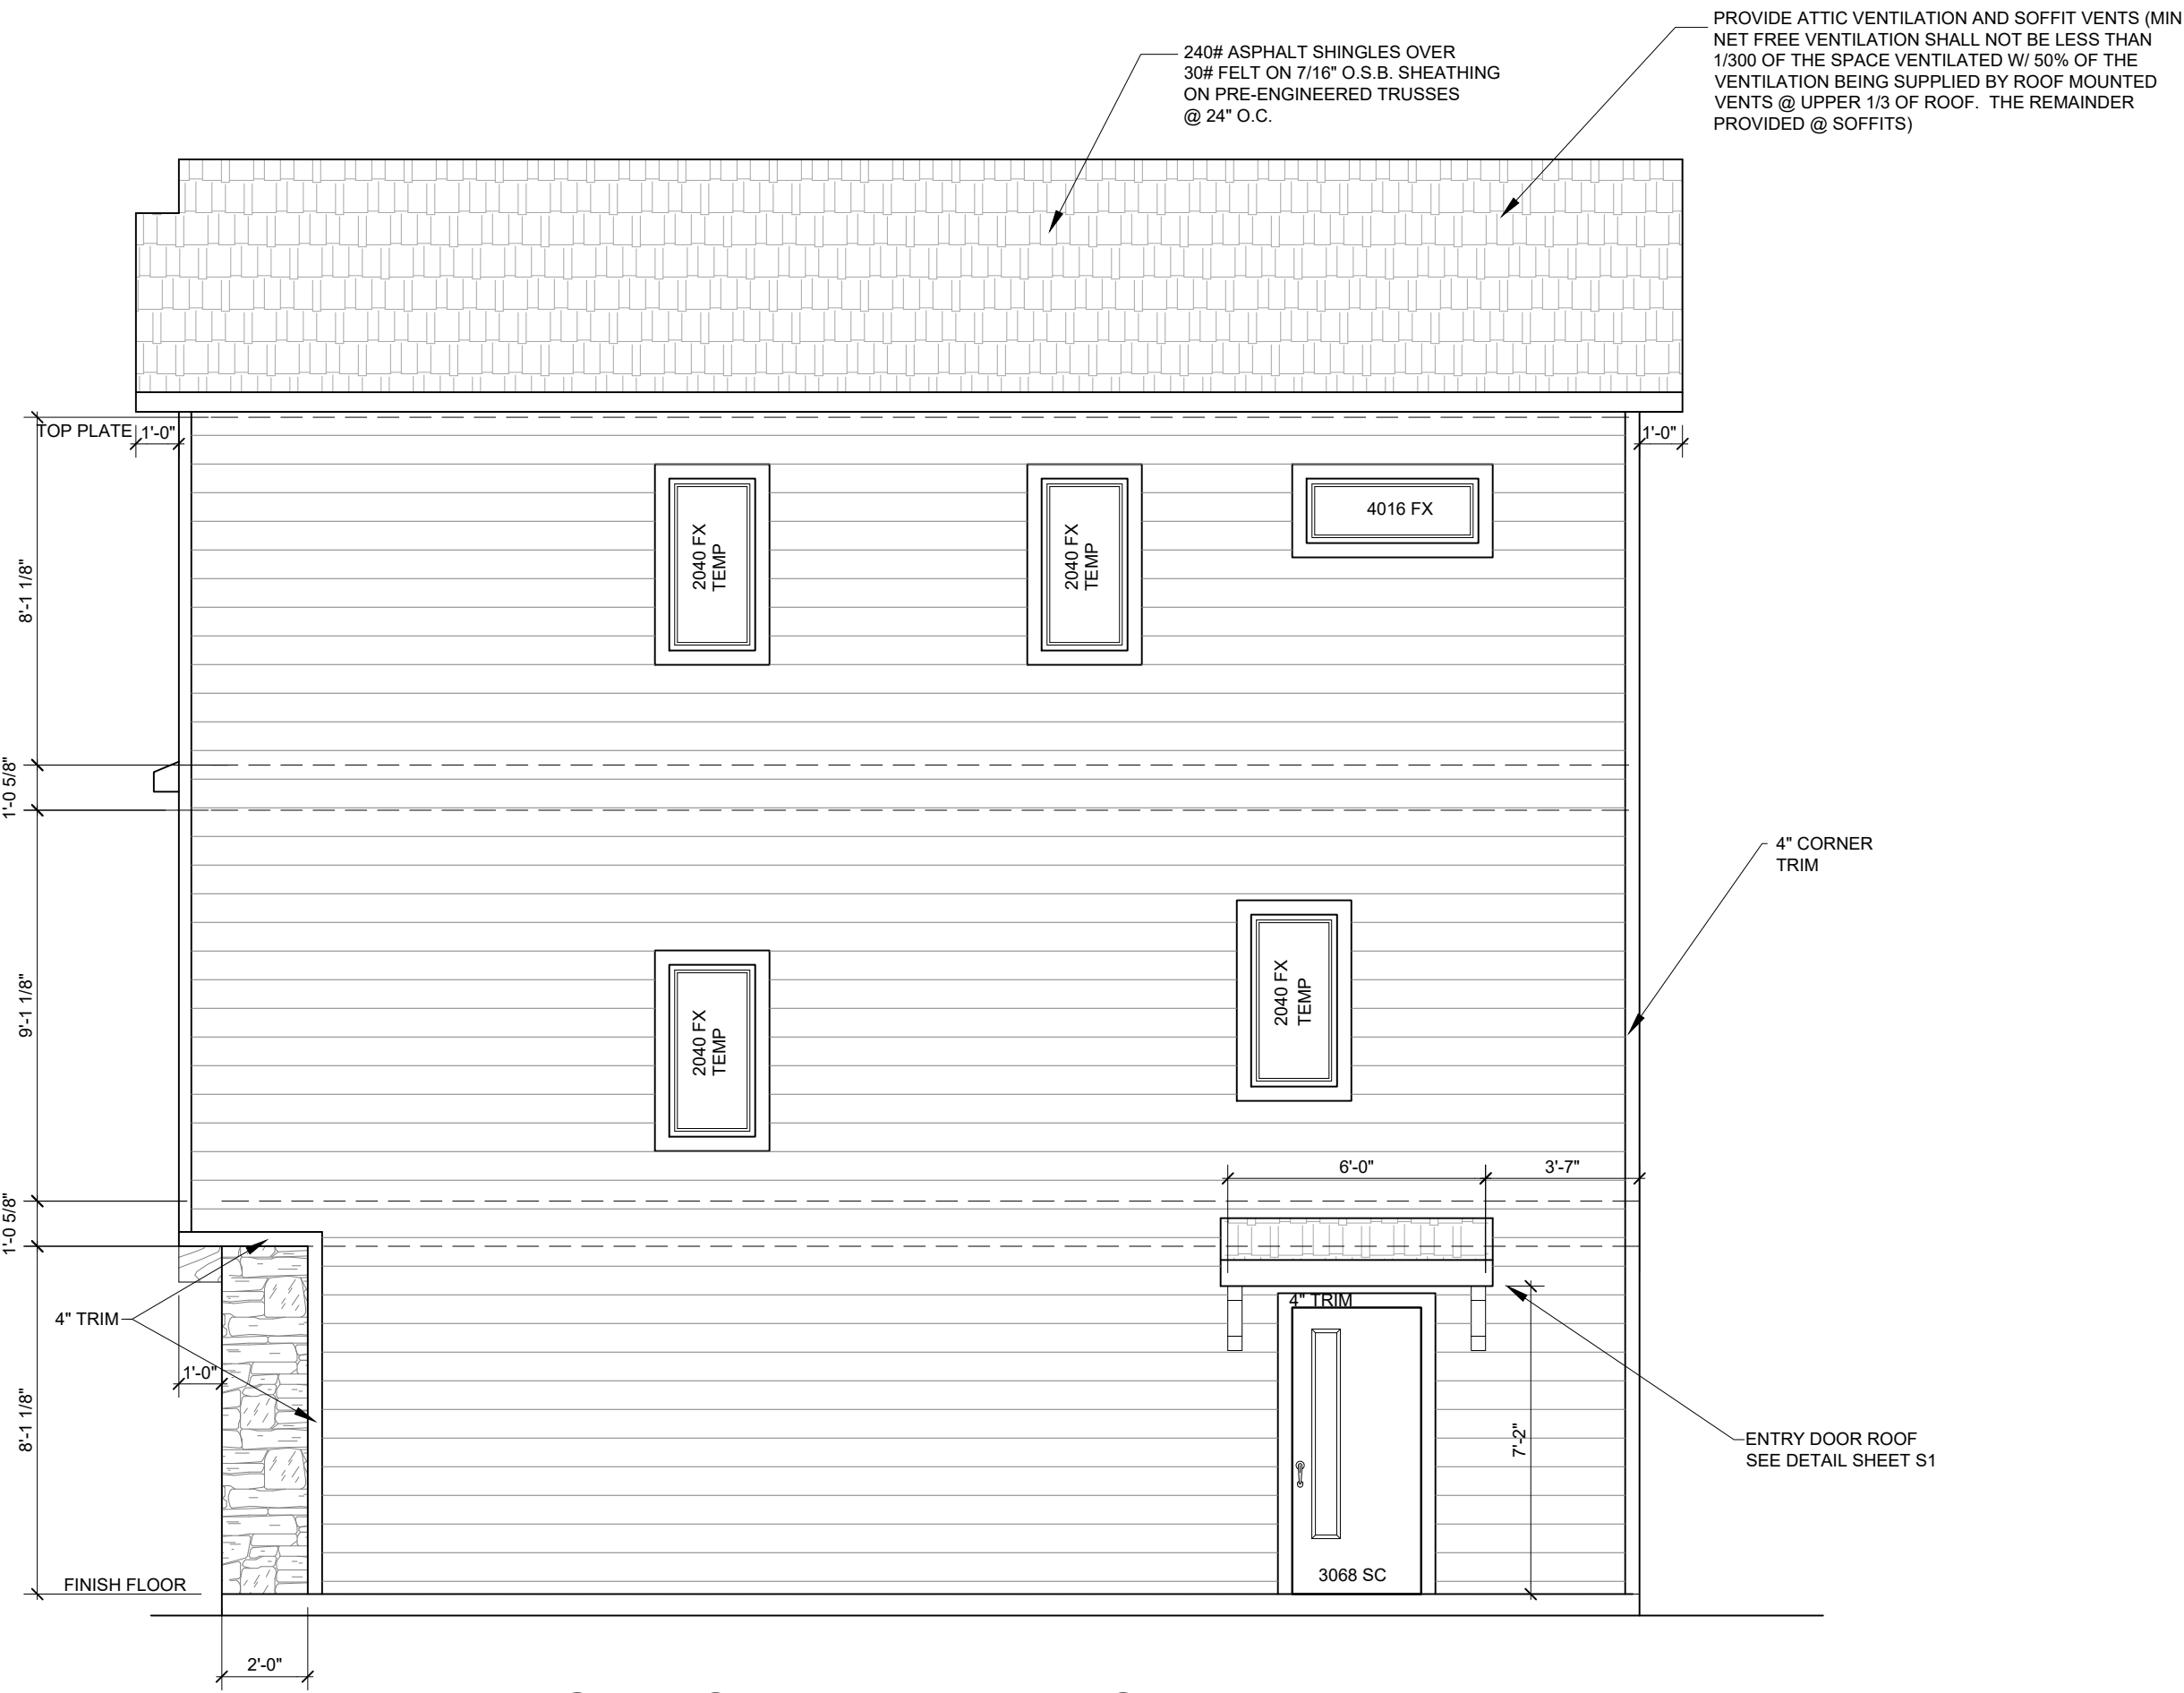 PROVIDE ATTIC VENTILATION AND SOFFIT VENTS (MIN
NET FREE VENTILATION SHALL NOT BE LESS THAN
1/300 OF THE SPACE VENTILATED W/ 50% OF THE
VENTILATION BEING SUPPLIED BY ROOF MOUNTED
VENTS @ UPPER 1/3 OF ROOF. THE REMAINDER
PROVIDED @ SOFFITS)
240# ASPHALT SHINGLES OVER
30# FELT ON 7/16" O.S.B. SHEATHING
ON PRE-ENGINEERED TRUSSES
@ 24" O.C.
TOP PLATE
1'-0"
1'-0"
2040 FX
TEMP
2040 FX
TEMP
4016 FX
8'-1 1/8"
1'-0 5/8"
4" CORNER
TRIM
9'-1 1/8"
2040 FX
TEMP
2040 FX
TEMP
6'-0"
3'-7"
1'-0 5/8"
4" TRIM
4" TRIM
1'-0"
8'-1 1/8"
7'-2"
ENTRY DOOR ROOF
SEE DETAIL SHEET S1
3068 SC
FINISH FLOOR
2'-0"